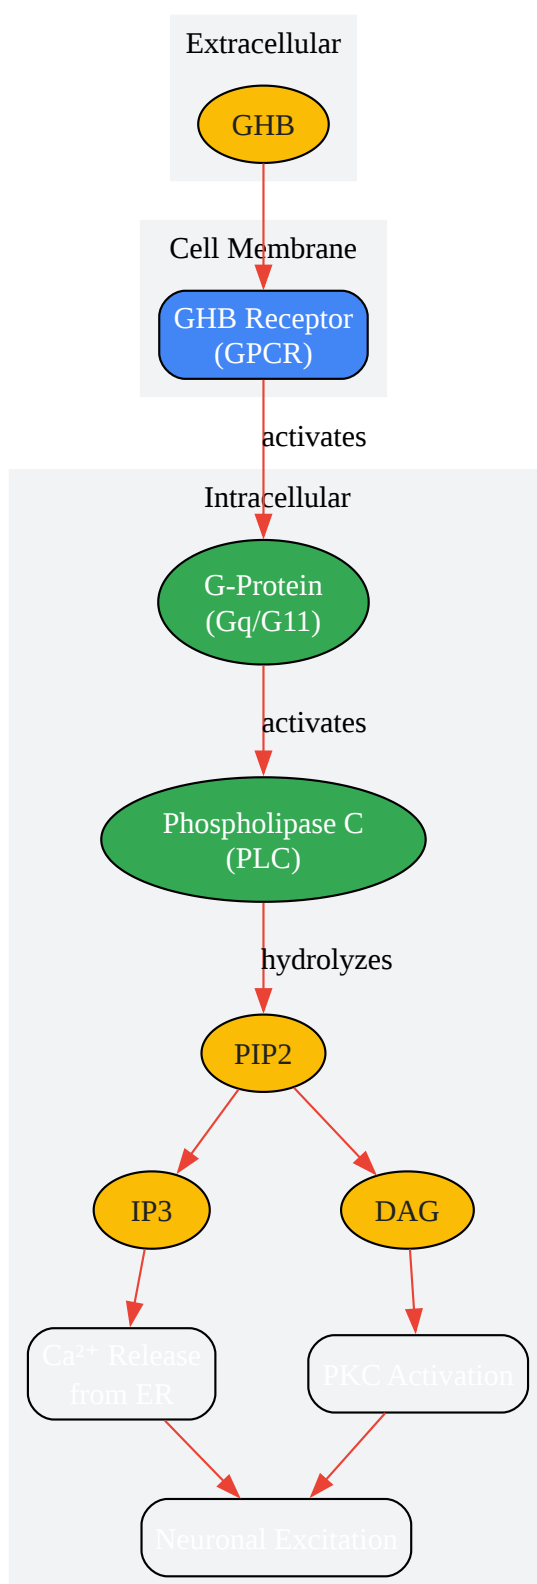 Extracellular
GHB
Cell Membrane
GHB Receptor
(GPCR)
activates
Intracellular
G-Protein
(Gq/G11)
activates
Phospholipase C
(PLC)
hydrolyzes
PIP2
IP3
DAG
Ca²⁺ Release
from ER
PKC Activation
Neuronal Excitation